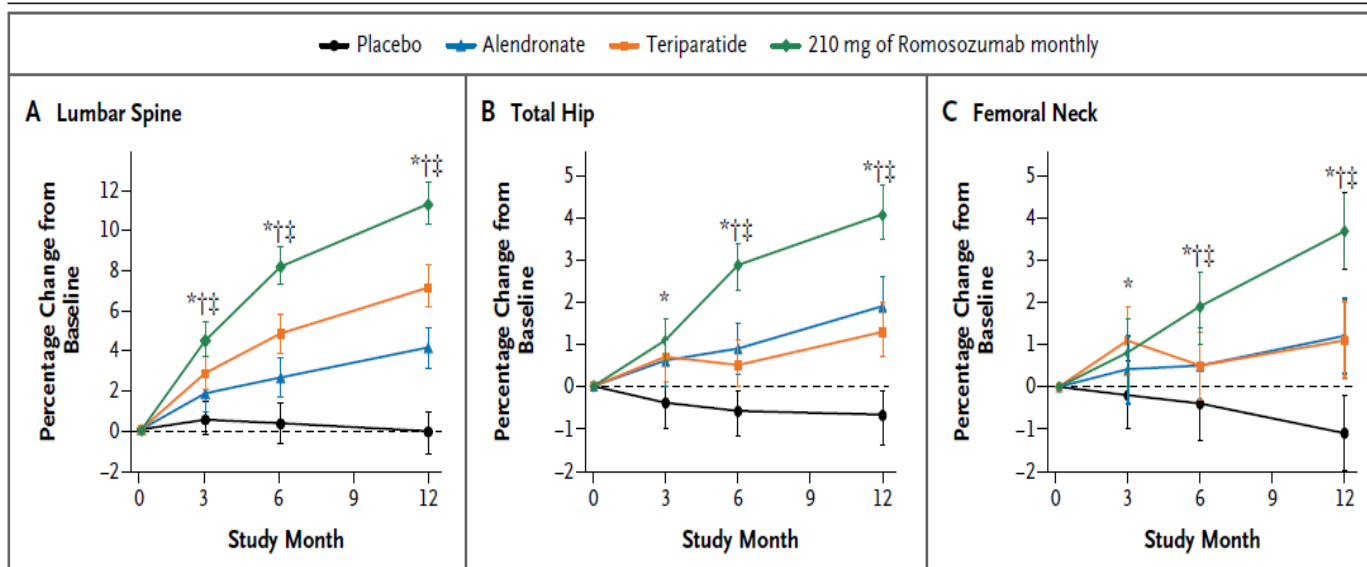 Placebo Alendronate Teriparatide 210 mg of Romosozumab monthly
A Lumbar Spine
Percentage Change from
Baseline
12
10
8
6
4
2
0
–2
*†‡
*†‡
*†‡
0 3 6 9 12
Study Month
B Total Hip
Percentage Change from
Baseline
5
4
3
2
1
0
–1
–2
*
*†‡
*†‡
0 3 6 9 12
Study Month
C Femoral Neck
Percentage Change from
Baseline
5
4
3
2
1
0
–1
–2
*
*†‡
*†‡
0 3 6 9 12
Study Month